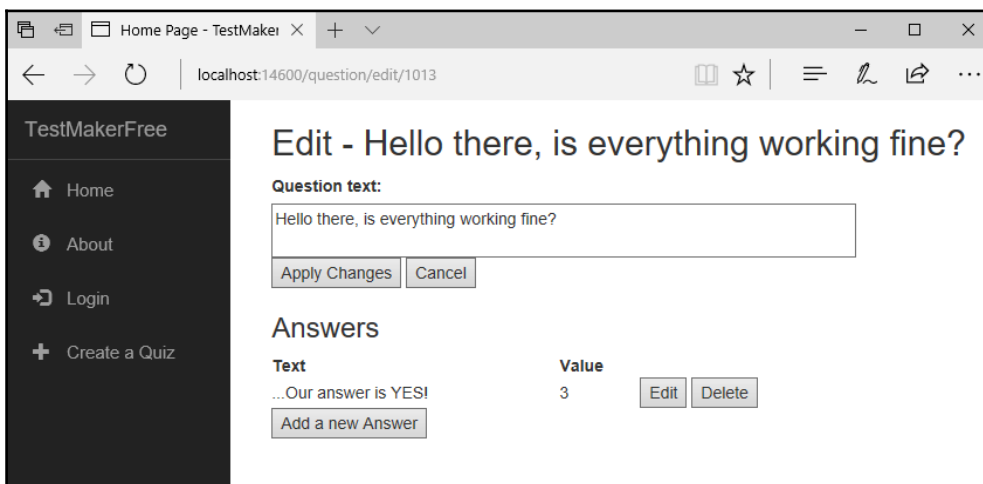 Home Page - TestMaker
localhost:14600/question/edit/1013
TestMakerFree
Home
About
Login
Create a Quiz
Edit - Hello there, is everything working fine?
Question text:
Hello there, is everything working fine?
Apply Changes Cancel
Answers
Text Value
...Our answer is YES! 3 Edit Delete
Add a new Answer